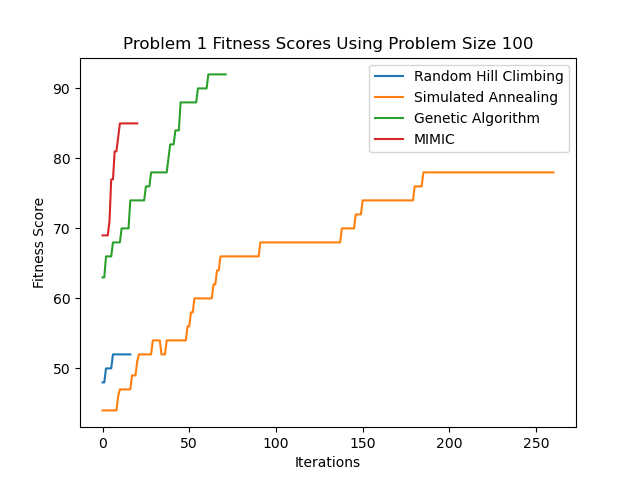 Problem 1 Fitness Scores Using Problem Size 100
Random Hill Climbing
Simulated Annealing
Genetic Algorithm
MIMIC
Fitness Score
90
80
70
60
50
0
50
100
150
200
250
Iterations